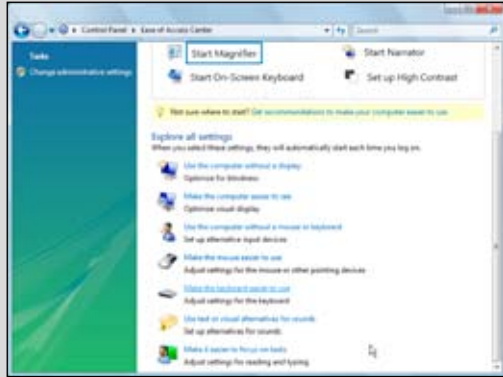 Control Panel ▸ Ease of Access Center
Search
Tasks
Change administrative settings
Start Magnifier
Start Narrator
Start On-Screen Keyboard
Set up High Contrast
Not sure where to start? Get recommendations to make your computer easier to use
Explore all settings
When you select these settings, they will automatically start each time you log on.
Use the computer without a display
Optimize for blindness
Make the computer easier to see
Optimize visual display
Use the computer without a mouse or keyboard
Set up alternative input devices
Make the mouse easier to use
Adjust settings for the mouse or other pointing devices
Make the keyboard easier to use
Adjust settings for the keyboard
Use text or visual alternatives for sounds
Set up alternatives for sounds
Make it easier to focus on tasks
Adjust settings for reading and typing